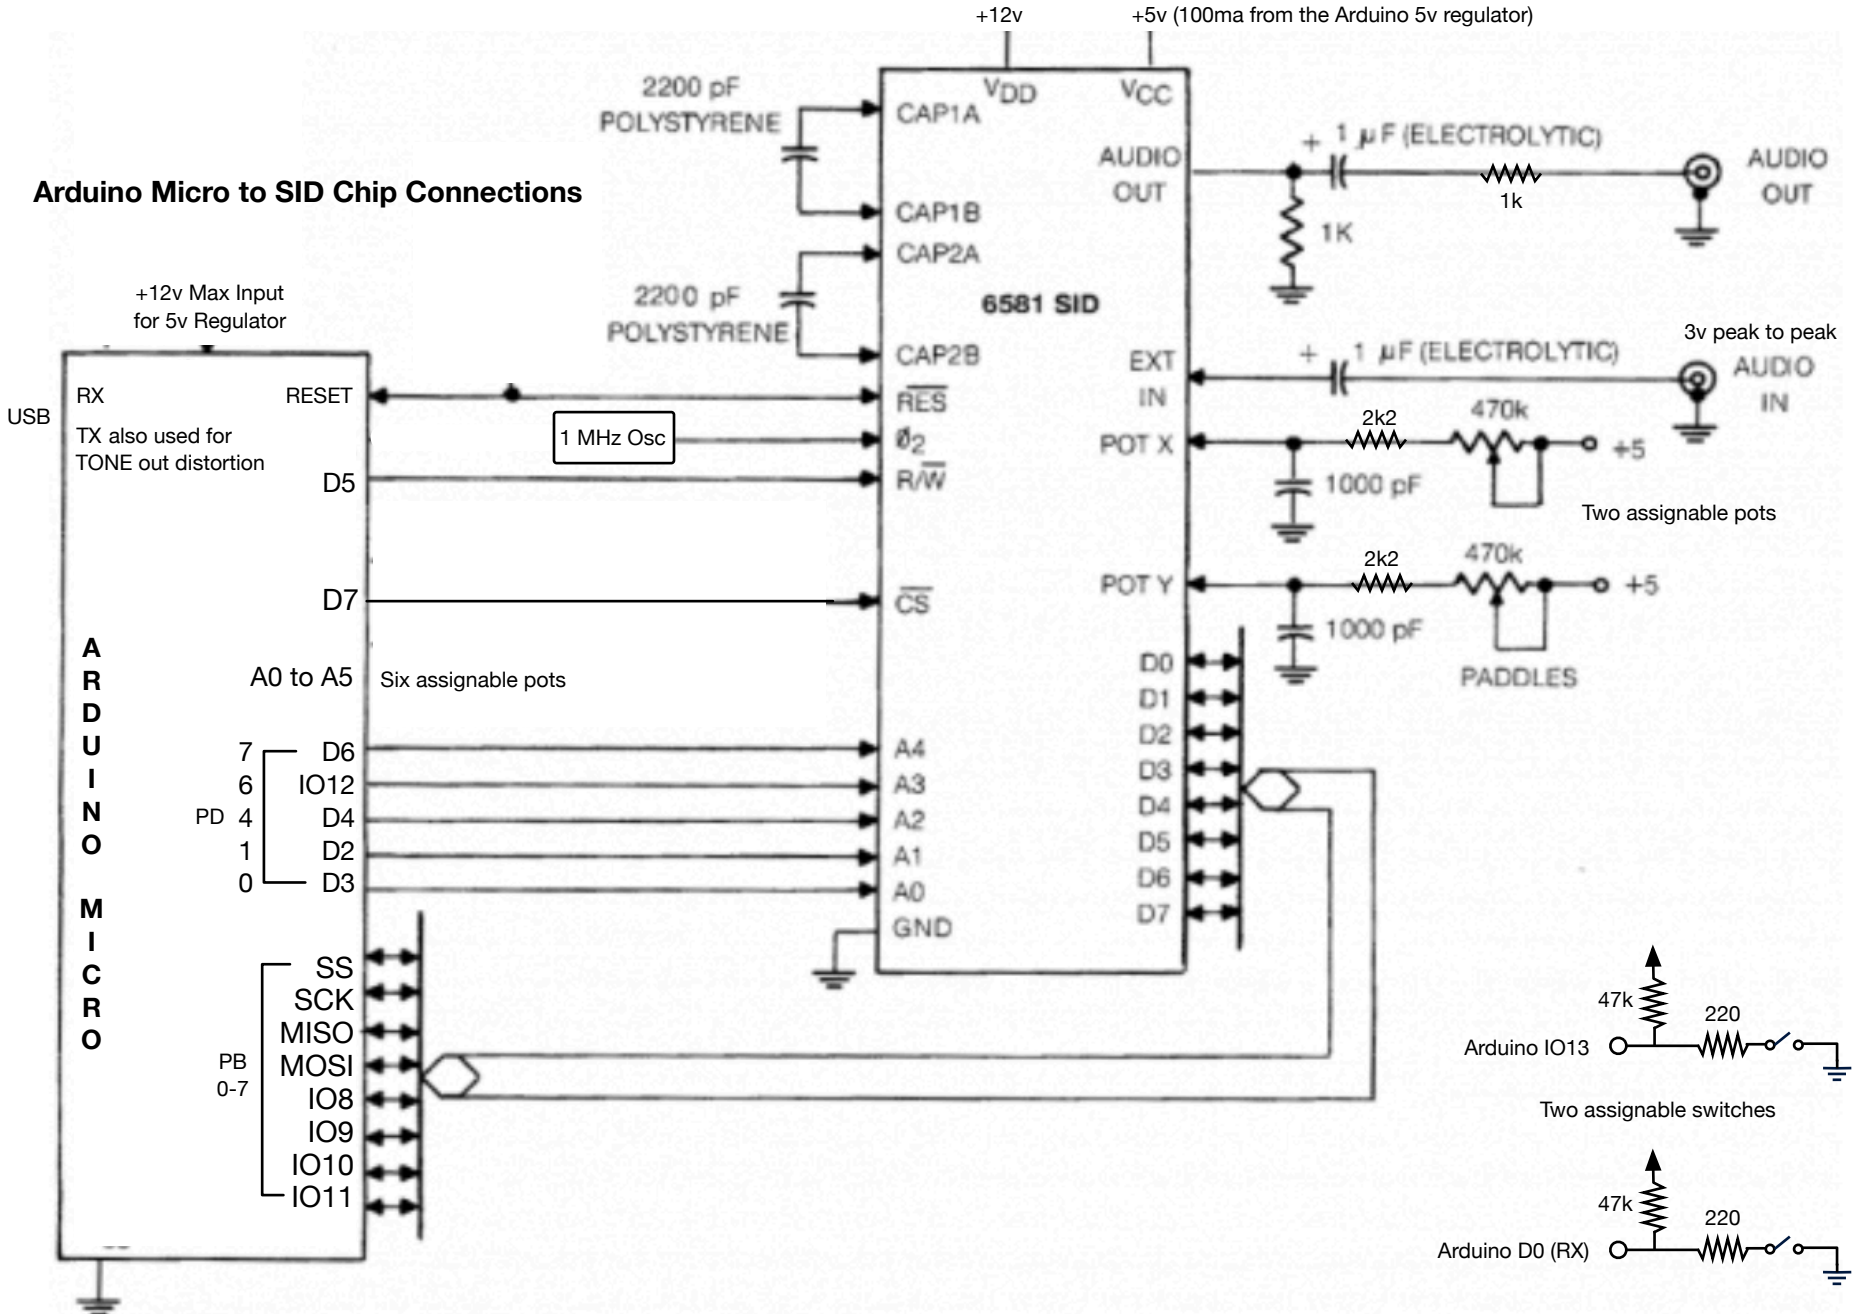 +12v
+5v (100ma from the Arduino 5v regulator)
Arduino Micro to SID Chip Connections
2200 pF
POLYSTYRENE
2200 pF
POLYSTYRENE
+12v Max Input
for 5v Regulator
USB
RX
TX also used for
TONE out distortion
RESET
D5
D7
A0 to A5
Six assignable pots
ARDUINO MICRO
PD
7
6
4
1
0
D6
IO12
D4
D2
D3
PB
0-7
SS
SCK
MISO
MOSI
IO8
IO9
IO10
IO11
1 MHz Osc
6581 SID
VDD
VCC
CAP1A
CAP1B
CAP2A
CAP2B
RES
Ø2
R/W
CS
A4
A3
A2
A1
A0
GND
AUDIO
OUT
EXT
IN
POT X
POT Y
D0
D1
D2
D3
D4
D5
D6
D7
+ 1 µF (ELECTROLYTIC)
1K
1k
AUDIO
OUT
+ 1 µF (ELECTROLYTIC)
3v peak to peak
AUDIO
IN
2k2
470k
+5
1000 pF
Two assignable pots
2k2
470k
+5
1000 pF
PADDLES
47k
220
Arduino IO13
Two assignable switches
47k
220
Arduino D0 (RX)